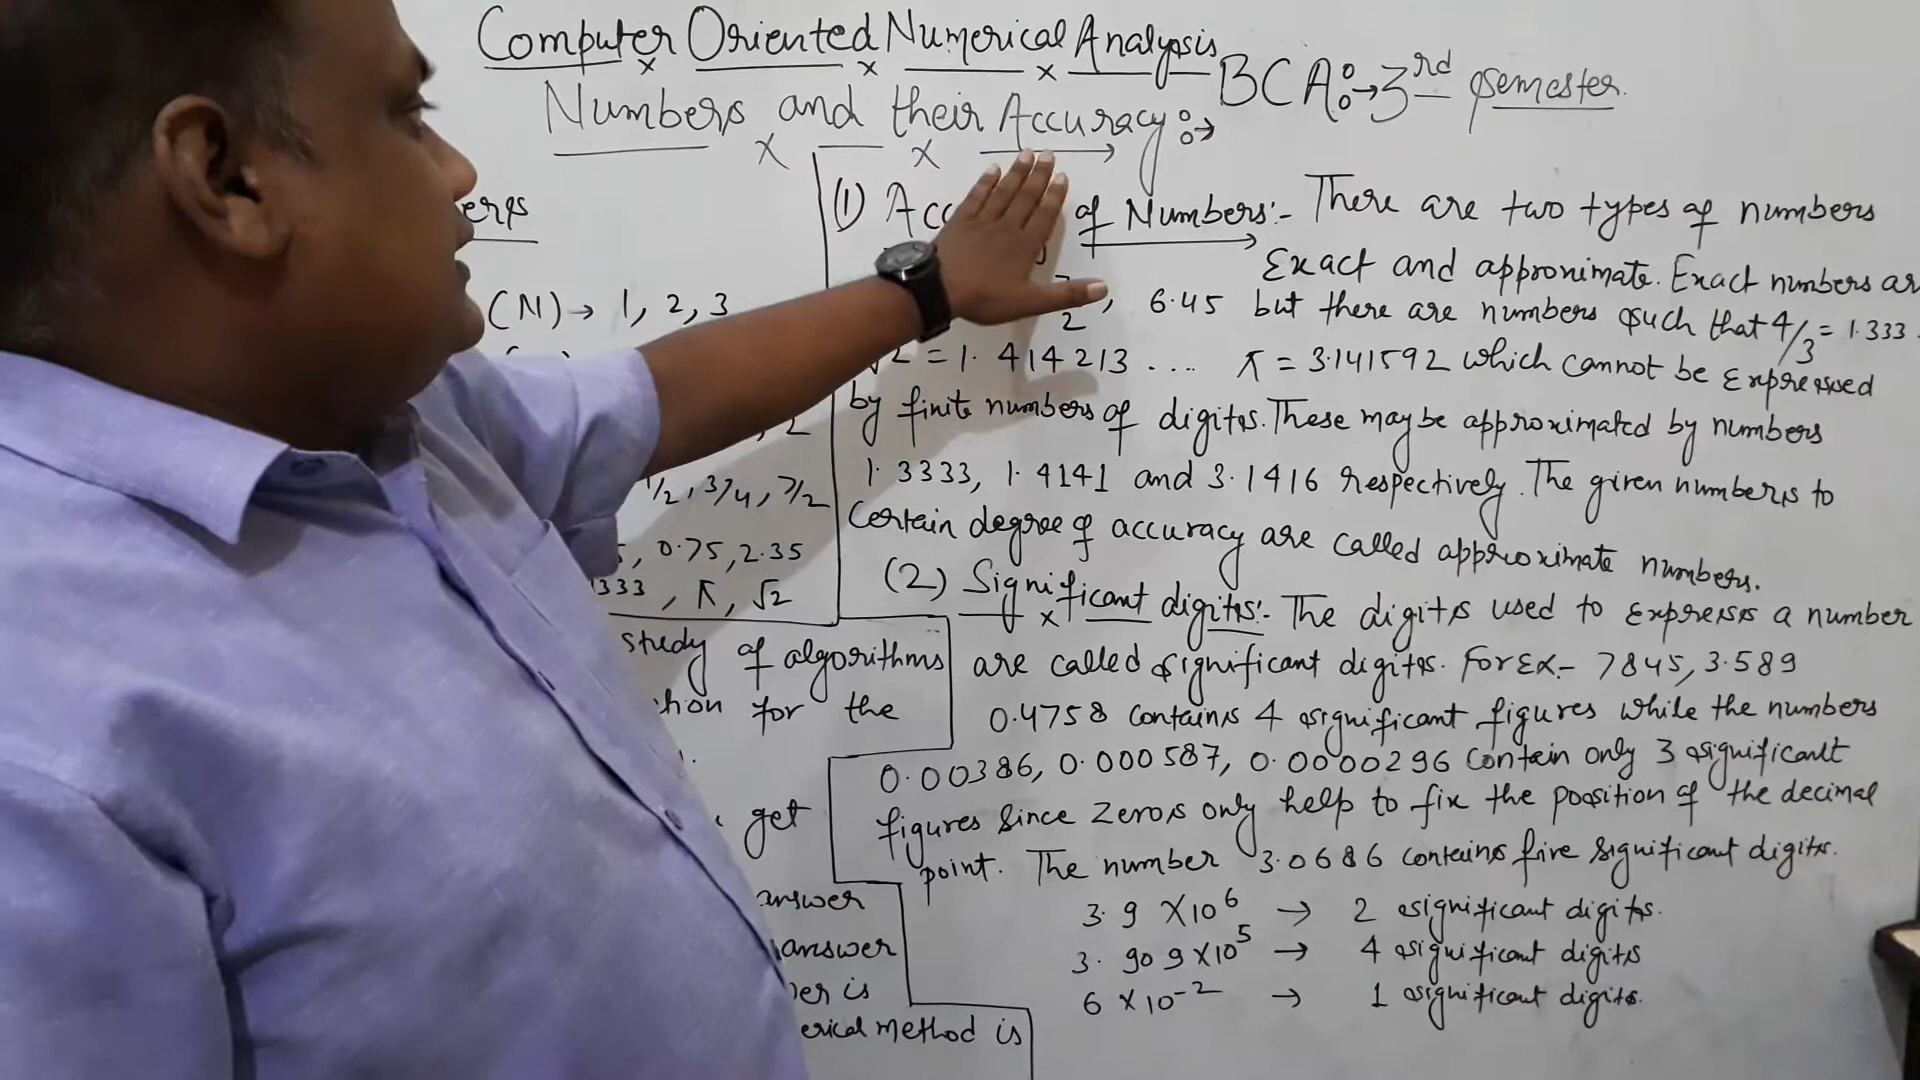 Computer Oriented Numerical Analysis
BCA:→3rd semester.
Numbers and their Accuracy:→
(N)→ 1, 2, 3
1/2, 3/4, 7/2
, 0.75, 2.35
333, π, √2
study of algorithms
for the
get
answer
answer
is
method is
(1) of Numbers:- There are two types of numbers
Exact and approximate. Exact numbers ar
7/2, 6.45 but there are numbers such that 4/3 = 1.333
√2 = 1.414213 .... π = 3.141592 which cannot be expressed
by finite numbers of digits. These may be approximated by numbers
1.3333, 1.4141 and 3.1416 respectively. The given numbers to
certain degree of accuracy are called approximate numbers.
(2) Significant digits:- The digits used to express a number
are called significant digits. For Ex.- 7845, 3.589
0.4758 contains 4 significant figures while the numbers
0.00386, 0.000587, 0.0000296 contain only 3 significant
figures since zeros only help to fix the position of the decimal
point. The number 3.0686 contains five significant digits.
3.9 ×10^6 → 2 significant digits.
3.909×10^5 → 4 significant digits
6 ×10^-2 → 1 significant digits.